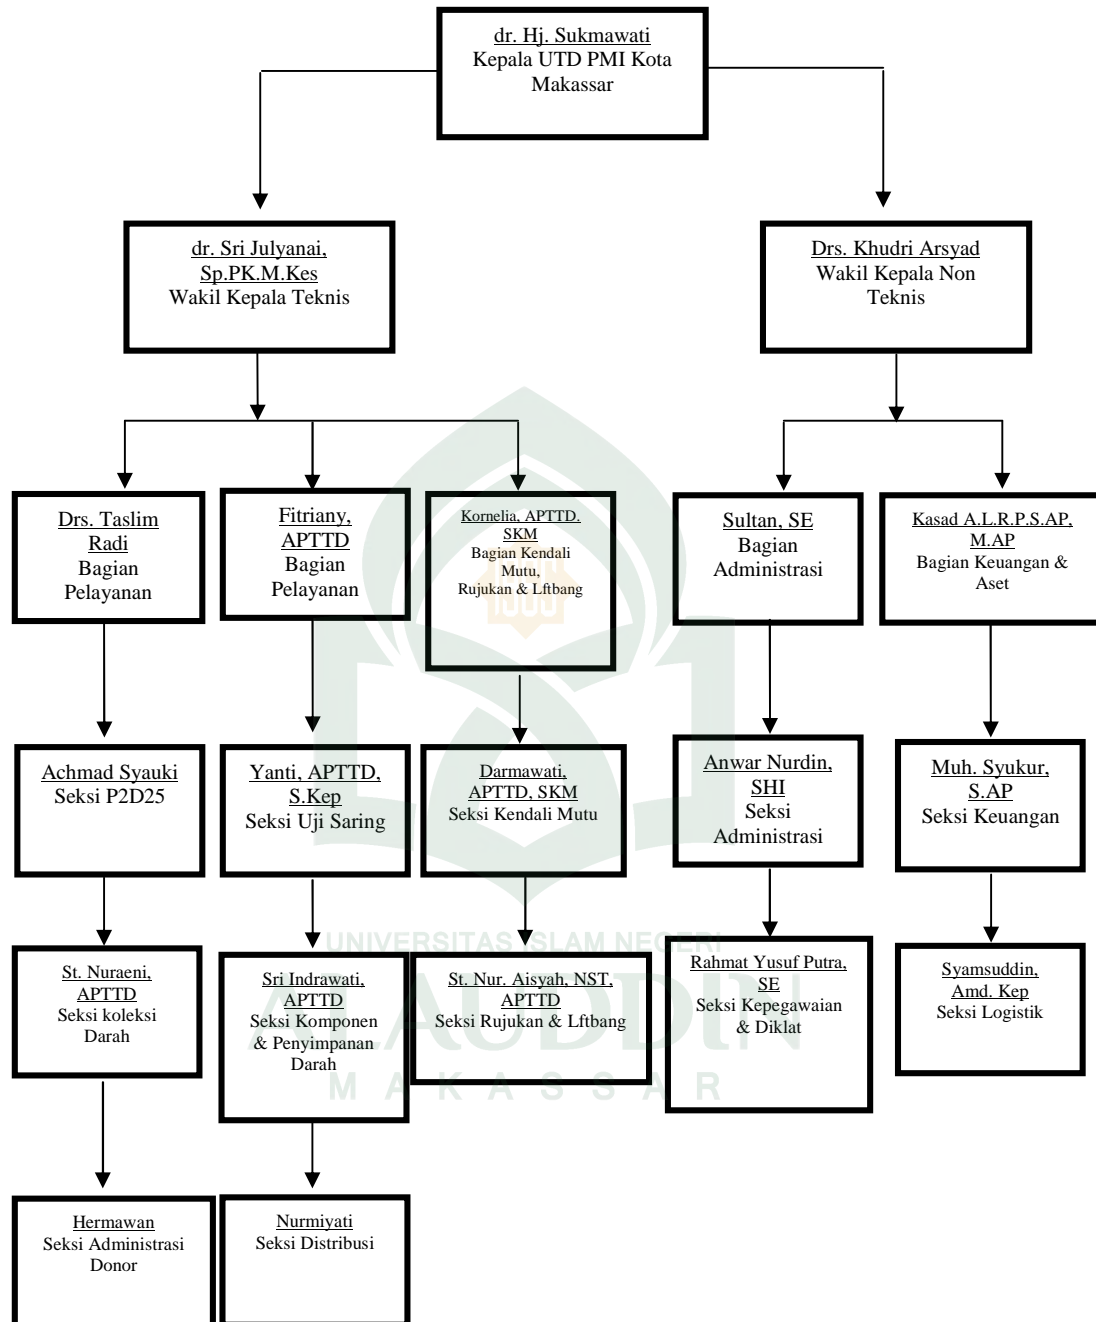 dr. Hj. Sukmawati
Kepala UTD PMI Kota
Makassar
dr. Sri Julyanai,
Sp.PK.M.Kes
Wakil Kepala Teknis
Drs. Khudri Arsyad
Wakil Kepala Non
Teknis
Drs. Taslim
Radi
Bagian
Pelayanan
Fitriany,
APTTD
Bagian
Pelayanan
Kornelia, APTTD.
SKM
Bagian Kendali
Mutu,
Rujukan & Lftbang
Sultan, SE
Bagian
Administrasi
Kasad A.L.R.P.S.AP,
M.AP
Bagian Keuangan &
Aset
Achmad Syauki
Seksi P2D25
Yanti, APTTD,
S.Kep
Seksi Uji Saring
Darmawati,
APTTD, SKM
Seksi Kendali Mutu
Anwar Nurdin,
SHI
Seksi
Administrasi
Muh. Syukur,
S.AP
Seksi Keuangan
St. Nuraeni,
APTTD
Seksi koleksi
Darah
Sri Indrawati,
APTTD
Seksi Komponen
& Penyimpanan
Darah
St. Nur. Aisyah, NST,
APTTD
Seksi Rujukan & Lftbang
Rahmat Yusuf Putra,
SE
Seksi Kepegawaian
& Diklat
Syamsuddin,
Amd. Kep
Seksi Logistik
Hermawan
Seksi Administrasi
Donor
Nurmiyati
Seksi Distribusi
UNIVERSITAS ISLAM NEGERI
ALAUDDIN
MAKASSAR